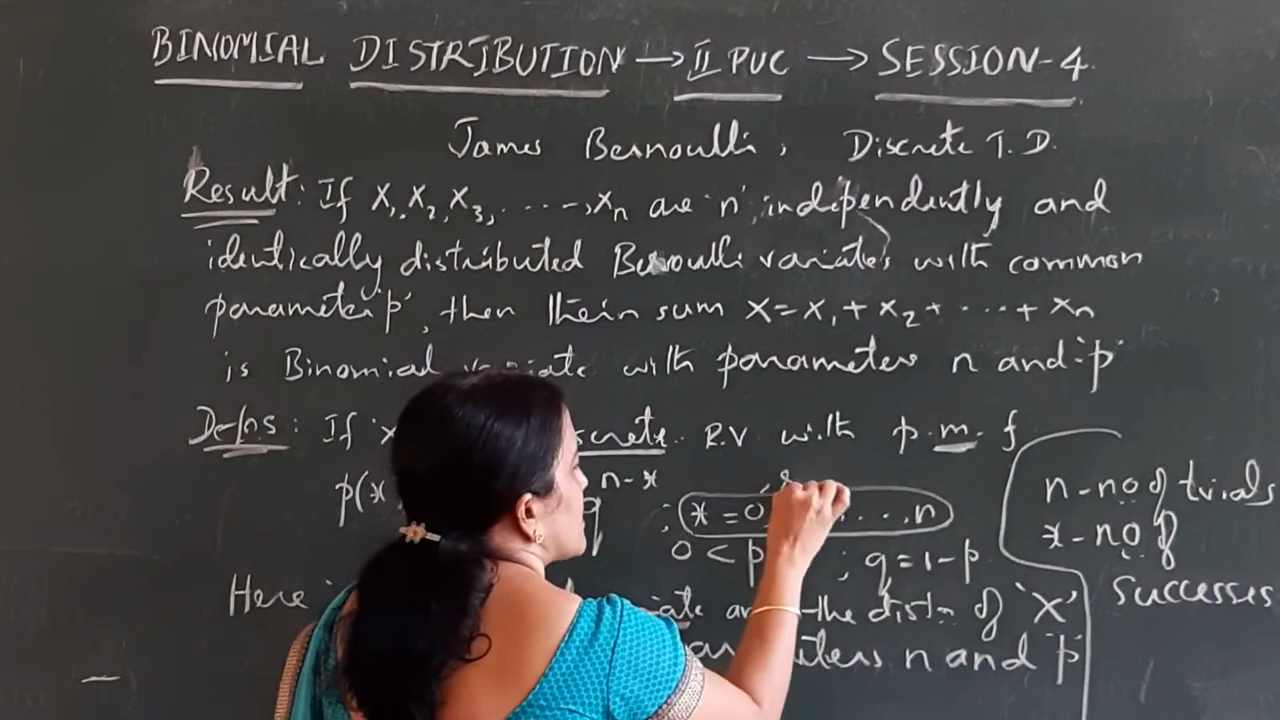 BINOMIAL DISTRIBUTION → II PUC → SESSION-4.
James Bernoulli, Discrete T.D.
Result: If X₁, X₂, X₃, ....., Xn are 'n' independently and
identically distributed Bernoulli variates with common
parameter 'p', then their sum X = X₁ + X₂ + ... + Xn
is Binomial variate with parameters n and 'p'
Defns: If 'X discrete R.V with p.m.f
p(x q n-x ; x = 0 ...., n
0 < p ; q = 1-p
Here and the distn of 'X'
parameters n and 'p'
n - no of trials
x - no of
successes